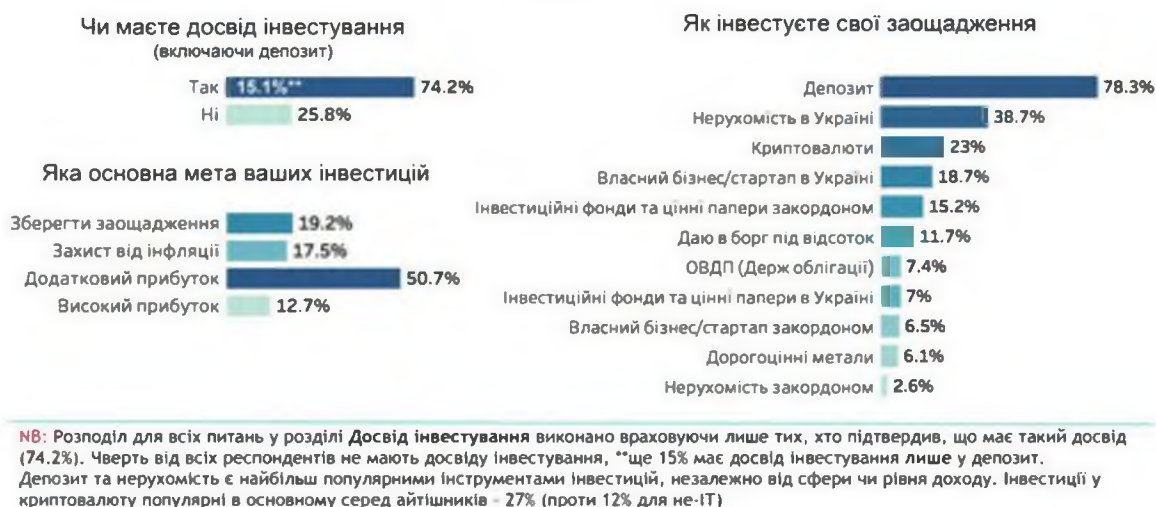 Чи маєте досвід інвестування
(включаючи депозит)
Так 15.1%** 74.2%
Ні 25.8%
Яка основна мета ваших інвестицій
Зберегти заощадження 19.2%
Захист від інфляції 17.5%
Додатковий прибуток 50.7%
Високий прибуток 12.7%
Як інвестуєте свої заощадження
Депозит 78.3%
Нерухомість в Україні 38.7%
Криптовалюти 23%
Власний бізнес/стартап в Україні 18.7%
Інвестиційні фонди та цінні папери закордоном 15.2%
Даю в борг під відсоток 11.7%
ОВДП (Держ облігації) 7.4%
Інвестиційні фонди та цінні папери в Україні 7%
Власний бізнес/стартап закордоном 6.5%
Дорогоцінні метали 6.1%
Нерухомість закордоном 2.6%
NB: Розподіл для всіх питань у розділі Досвід інвестування виконано враховуючи лише тих, хто підтвердив, що має такий досвід
(74.2%). Чверть від всіх респондентів не мають досвіду інвестування, **ще 15% має досвід інвестування лише у депозит.
Депозит та нерухомість є найбільш популярними інструментами інвестицій, незалежно від сфери чи рівня доходу. Інвестиції у
криптовалюту популярні в основному серед айтішників - 27% (проти 12% для не-ІТ)